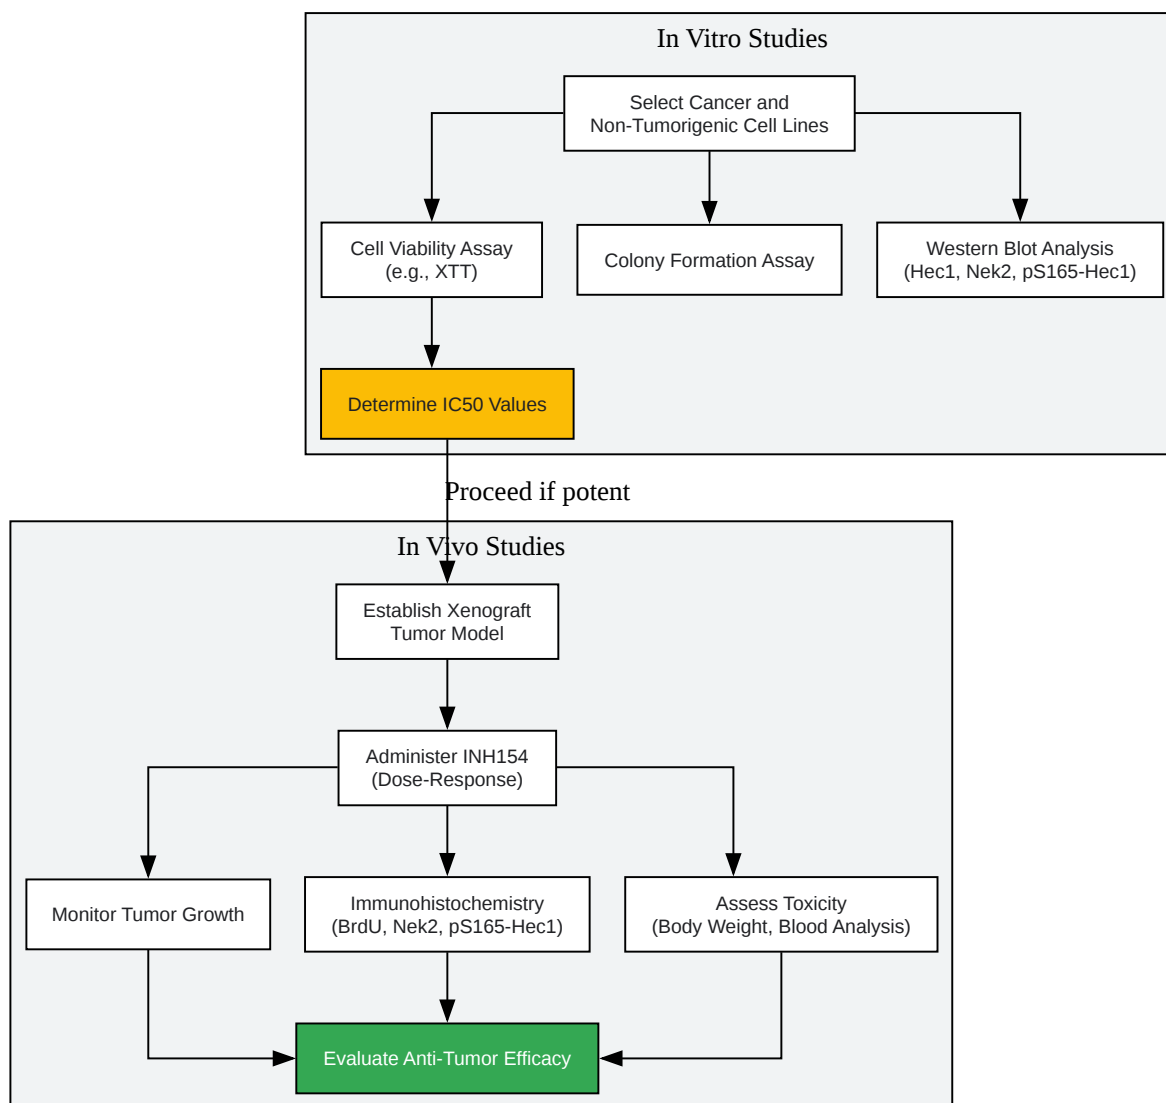 In Vitro Studies
Select Cancer and
Non-Tumorigenic Cell Lines
Cell Viability Assay
(e.g., XTT)
Colony Formation Assay
Western Blot Analysis
(Hec1, Nek2, pS165-Hec1)
Determine IC50 Values
Proceed if potent
In Vivo Studies
Establish Xenograft
Tumor Model
Administer INH154
(Dose-Response)
Monitor Tumor Growth
Immunohistochemistry
(BrdU, Nek2, pS165-Hec1)
Assess Toxicity
(Body Weight, Blood Analysis)
Evaluate Anti-Tumor Efficacy